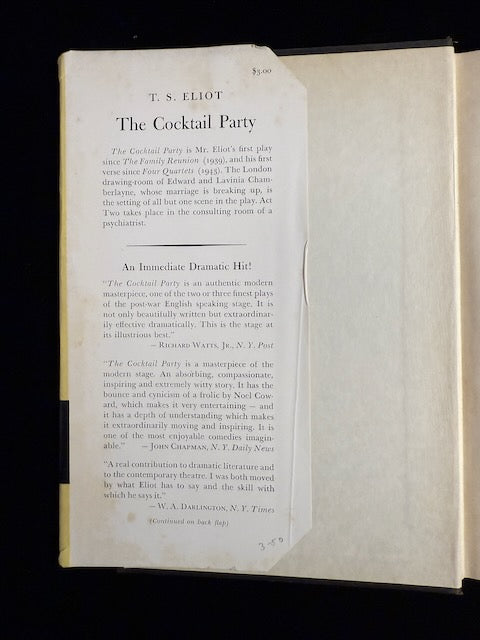 $3.00
T. S. ELIOT
The Cocktail Party
The Cocktail Party is Mr. Eliot's first play
since The Family Reunion (1939), and his first
verse since Four Quartets (1943). The London
drawing-room of Edward and Lavinia Cham-
berlayne, whose marriage is breaking up, is
the setting of all but one scene in the play. Act
Two takes place in the consulting room of a
psychiatrist.
An Immediate Dramatic Hit!
"The Cocktail Party is an authentic modern
masterpiece, one of the two or three finest plays
of the post-war English speaking stage. It is
not only beautifully written but extraordinar-
ily effective dramatically. This is the stage at
its illustrious best."
— RICHARD WATTS, JR., N. Y. Post
"The Cocktail Party is a masterpiece of the
modern stage. An absorbing, compassionate,
inspiring and extremely witty story. It has the
bounce and cynicism of a frolic by Noel Cow-
ard, which makes it very entertaining — and
it has a depth of understanding which makes
it extraordinarily moving and inspiring. It is
one of the most enjoyable comedies imagin-
able." — JOHN CHAPMAN, N. Y. Daily News
"A real contribution to dramatic literature and
to the contemporary theatre. I was both moved
by what Eliot has to say and the skill with
which he says it."
— W. A. DARLINGTON, N. Y. Times
(Continued on back flap)
3-50